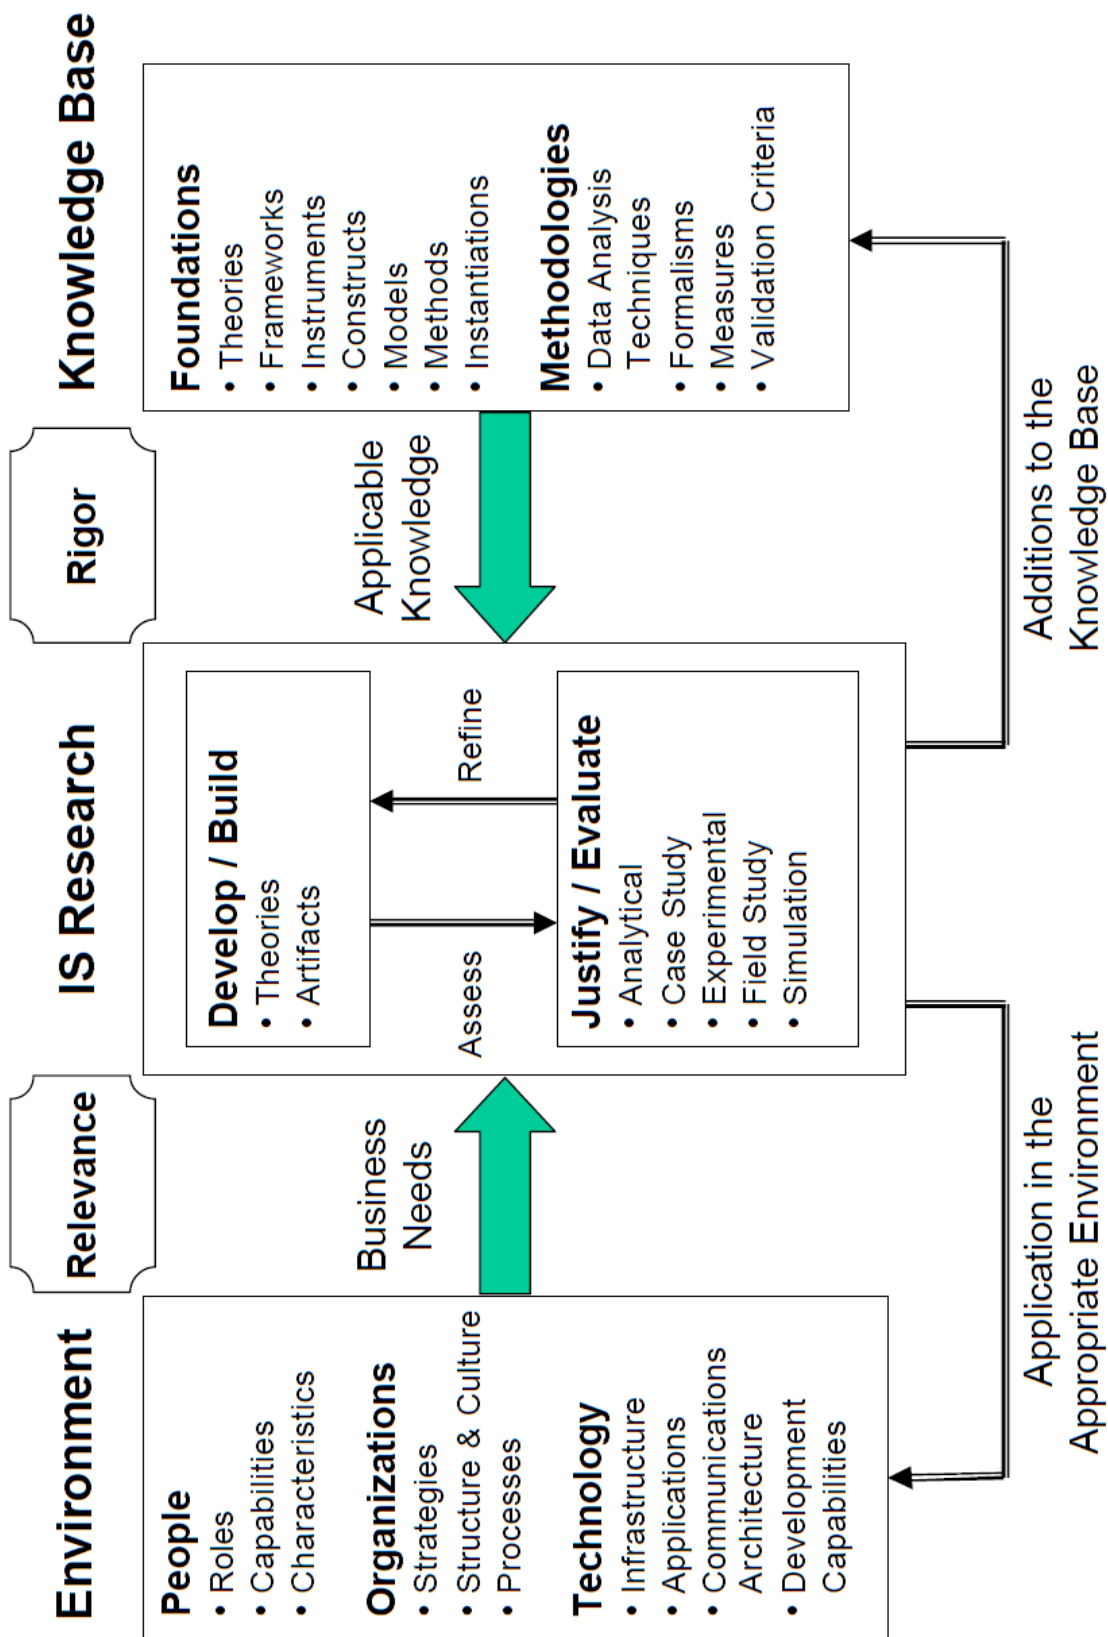 Environment
Relevance
IS Research
Rigor
Knowledge Base
People
• Roles
• Capabilities
• Characteristics
Organizations
• Strategies
• Structure & Culture
• Processes
Technology
• Infrastructure
• Applications
• Communications
Architecture
• Development
Capabilities
Business
Needs
Develop / Build
• Theories
• Artifacts
Assess
Refine
Justify / Evaluate
• Analytical
• Case Study
• Experimental
• Field Study
• Simulation
Applicable
Knowledge
Foundations
• Theories
• Frameworks
• Instruments
• Constructs
• Models
• Methods
• Instantiations
Methodologies
• Data Analysis
Techniques
• Formalisms
• Measures
• Validation Criteria
Application in the
Appropriate Environment
Additions to the
Knowledge Base